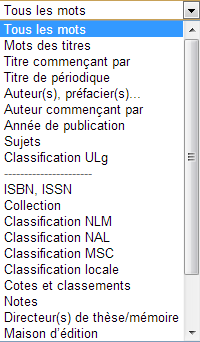 Tous les mots
Tous les mots
Mots des titres
Titre commençant par
Titre de périodique
Auteur(s), préfacier(s)...
Auteur commençant par
Année de publication
Sujets
Classification ULg
----------------------
ISBN, ISSN
Collection
Classification NLM
Classification NAL
Classification MSC
Classification locale
Cotes et classements
Notes
Directeur(s) de thèse/mémoire
Maison d'édition